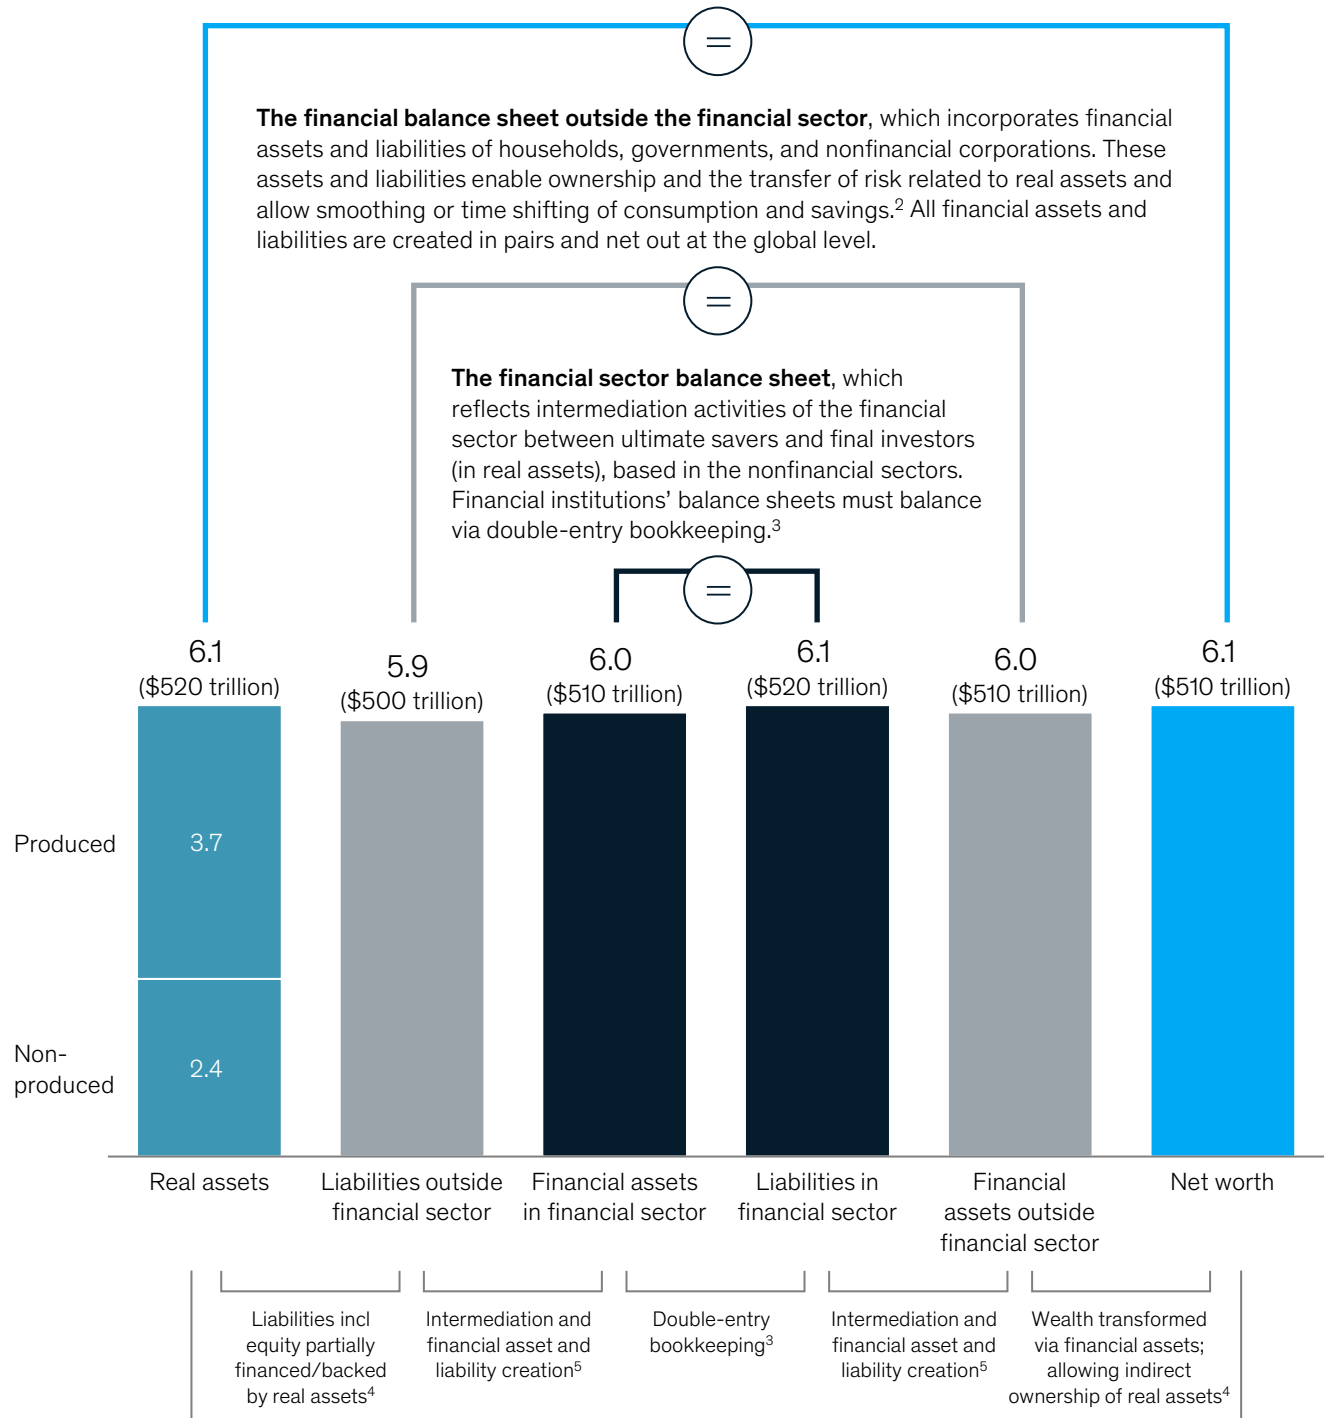 =
The financial balance sheet outside the financial sector, which incorporates financial
assets and liabilities of households, governments, and nonfinancial corporations. These
assets and liabilities enable ownership and the transfer of risk related to real assets and
allow smoothing or time shifting of consumption and savings.² All financial assets and
liabilities are created in pairs and net out at the global level.
=
The financial sector balance sheet, which
reflects intermediation activities of the financial
sector between ultimate savers and final investors
(in real assets), based in the nonfinancial sectors.
Financial institutions’ balance sheets must balance
via double-entry bookkeeping.³
=
6.1
($520 trillion)
5.9
($500 trillion)
6.0
($510 trillion)
6.1
($520 trillion)
6.0
($510 trillion)
6.1
($510 trillion)
Produced
3.7
Non-
produced
2.4
Real assets
Liabilities outside
financial sector
Financial assets
in financial sector
Liabilities in
financial sector
Financial
assets outside
financial sector
Net worth
Liabilities incl
equity partially
financed/backed
by real assets⁴
Intermediation and
financial asset and
liability creation⁵
Double-entry
bookkeeping³
Intermediation and
financial asset and
liability creation⁵
Wealth transformed
via financial assets;
allowing indirect
ownership of real assets⁴